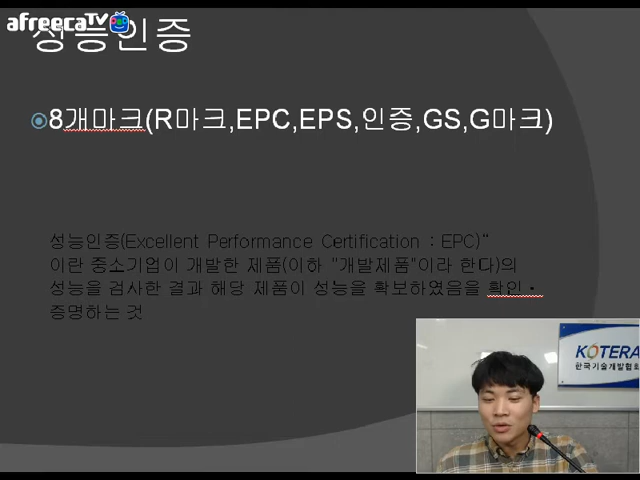 afreecaTV
성능인증
8개마크(R마크,EPC,EPS,인증,GS,G마크)
성능인증(Excellent Performance Certification : EPC)“
이란 중소기업이 개발한 제품(이하 "개발제품"이라 한다)의
성능을 검사한 결과 해당 제품이 성능을 확보하였음을 확인·
증명하는 것
KOTERA
한국기술개발협회